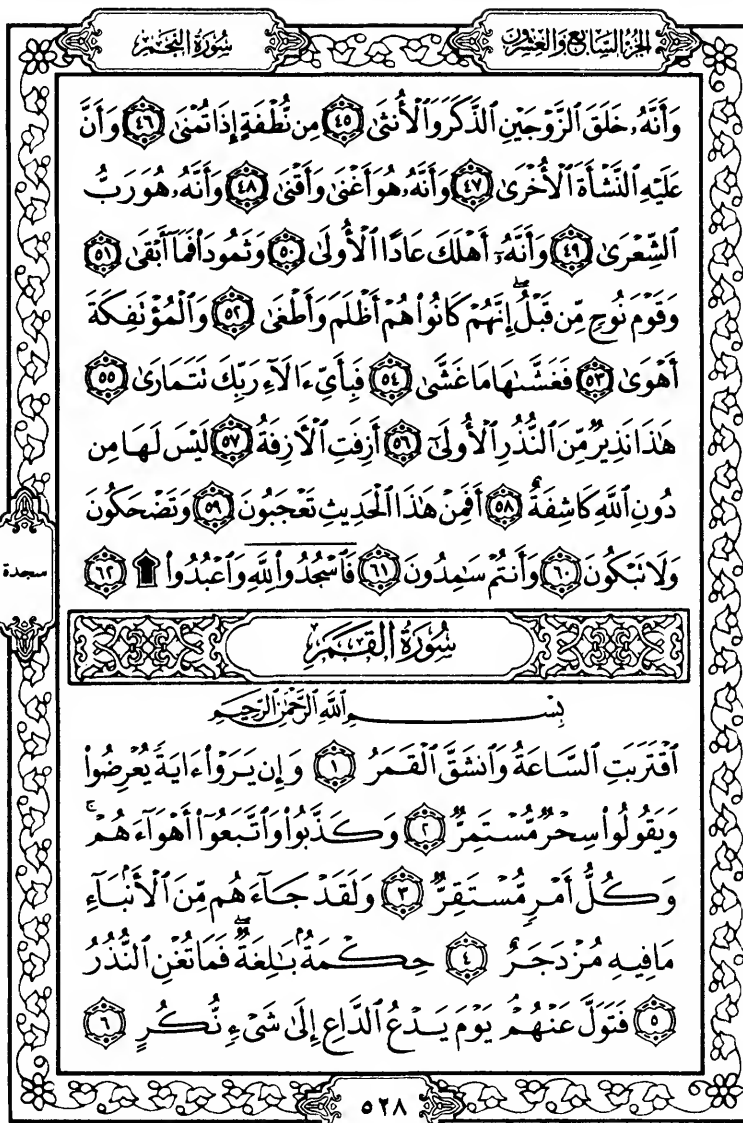 الجزء السابع والعشرون
سورة النجم
وَأَنَّهُۥ خَلَقَ ٱلزَّوْجَيْنِ ٱلذَّكَرَ وَٱلْأُنثَىٰ ٤٥ مِن نُّطْفَةٍ إِذَا تُمْنَىٰ ٤٦ وَأَنَّ
عَلَيْهِ ٱلنَّشْأَةَ ٱلْأُخْرَىٰ ٤٧ وَأَنَّهُۥ هُوَ أَغْنَىٰ وَأَقْنَىٰ ٤٨ وَأَنَّهُۥ هُوَ رَبُّ
ٱلشِّعْرَىٰ ٤٩ وَأَنَّهُۥٓ أَهْلَكَ عَادًا ٱلْأُولَىٰ ٥٠ وَثَمُودَا۟ فَمَآ أَبْقَىٰ ٥١
وَقَوْمَ نُوحٍ مِّن قَبْلُ ۖ إِنَّهُمْ كَانُوا۟ هُمْ أَظْلَمَ وَأَطْغَىٰ ٥٢ وَٱلْمُؤْتَفِكَةَ
أَهْوَىٰ ٥٣ فَغَشَّىٰهَا مَا غَشَّىٰ ٥٤ فَبِأَىِّ ءَالَآءِ رَبِّكَ تَتَمَارَىٰ ٥٥
هَٰذَا نَذِيرٌ مِّنَ ٱلنُّذُرِ ٱلْأُولَىٰٓ ٥٦ أَزِفَتِ ٱلْءَازِفَةُ ٥٧ لَيْسَ لَهَا مِن
دُونِ ٱللَّهِ كَاشِفَةٌ ٥٨ أَفَمِنْ هَٰذَا ٱلْحَدِيثِ تَعْجَبُونَ ٥٩ وَتَضْحَكُونَ
وَلَا تَبْكُونَ ٦٠ وَأَنتُمْ سَٰمِدُونَ ٦١ فَٱسْجُدُوا۟ لِلَّهِ وَٱعْبُدُوا۟ ۩ ٦٢
سجدة
سُورَةُ القَمَرِ
بِسْمِ ٱللَّهِ ٱلرَّحْمَٰنِ ٱلرَّحِيمِ
ٱقْتَرَبَتِ ٱلسَّاعَةُ وَٱنشَقَّ ٱلْقَمَرُ ١ وَإِن يَرَوْا۟ ءَايَةً يُعْرِضُوا۟
وَيَقُولُوا۟ سِحْرٌ مُّسْتَمِرٌّ ٢ وَكَذَّبُوا۟ وَٱتَّبَعُوٓا۟ أَهْوَآءَهُمْ ۚ
وَكُلُّ أَمْرٍ مُّسْتَقِرٌّ ٣ وَلَقَدْ جَآءَهُم مِّنَ ٱلْأَنۢبَآءِ
مَا فِيهِ مُزْدَجَرٌ ٤ حِكْمَةٌۢ بَٰلِغَةٌ ۖ فَمَا تُغْنِ ٱلنُّذُرُ
٥ فَتَوَلَّ عَنْهُمْ ۘ يَوْمَ يَدْعُ ٱلدَّاعِ إِلَىٰ شَىْءٍ نُّكُرٍ ٦
٥٢٨